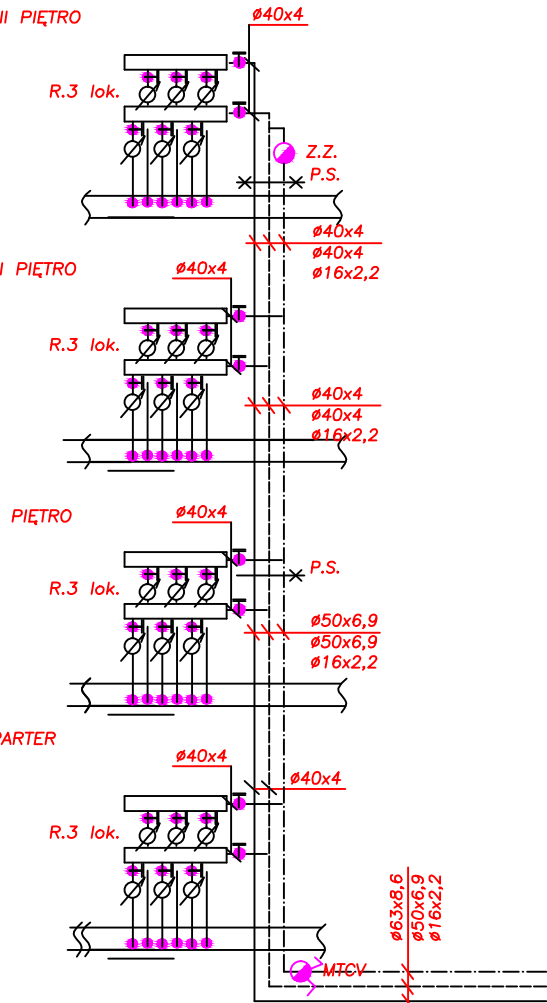 II PIĘTRO
ø40x4
R.3 lok.
Z.Z.
P.S.
ø40x4
ø40x4
ø16x2,2
I PIĘTRO
ø40x4
R.3 lok.
ø40x4
ø40x4
ø16x2,2
PIĘTRO
ø40x4
R.3 lok.
P.S.
ø50x6,9
ø50x6,9
ø16x2,2
PARTER
ø40x4
ø40x4
R.3 lok.
ø63x8,6
ø50x6,9
ø16x2,2
MTCV